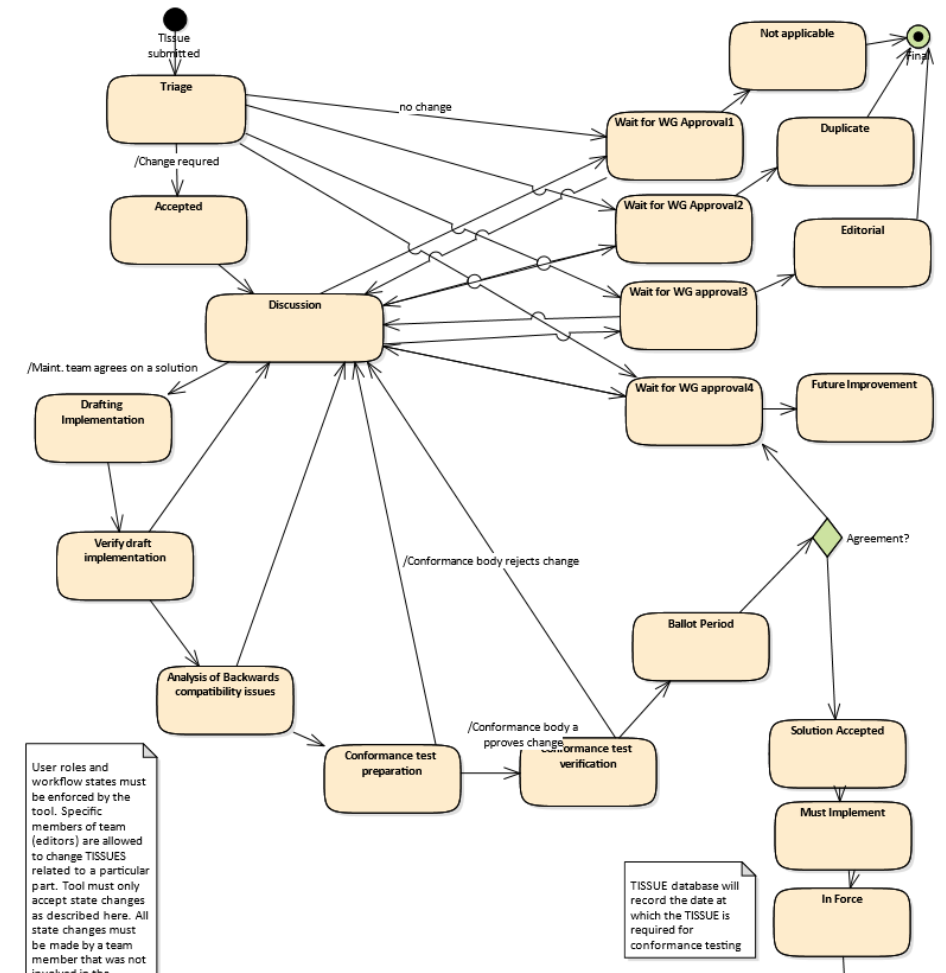 TIssue
submitted
Triage
no change
/Change requred
Accepted
Discussion
/Maint. team agrees on a solution
Drafting
Implementation
Verify draft
implementation
Analysis of Backwards
compatibility issues
Conformance test
preparation
/Conformance body a
pproves change
Conformance test
verification
/Conformance body rejects change
Ballot Period
Agreement?
Wait for WG Approval1
Wait for WG Approval2
Wait for WG approval3
Wait for WG approval4
Not applicable
Duplicate
Editorial
Future Improvement
Final
Solution Accepted
Must Implement
In Force
User roles and
workflow states must
be enforced by the
tool. Specific
members of team
(editors) are allowed
to change TISSUES
related to a particular
part. Tool must only
accept state changes
as described here. All
state changes must
be made by a team
member that was not
involved in the
TISSUE database will
record the date at
which the TISSUE is
required for
conformance testing